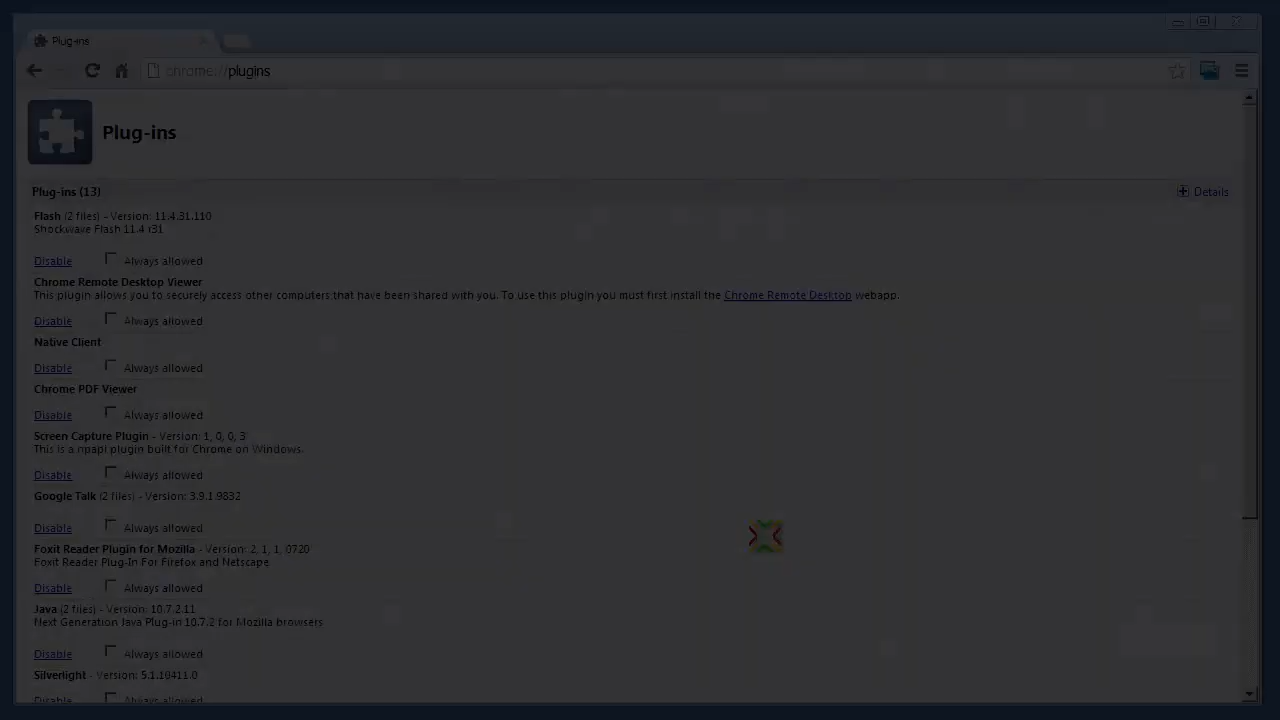 Plug-ins
chrome://plugins
Plug-ins
Plug-ins (13)
Details
Flash (2 files) - Version: 11.4.31.110
Shockwave Flash 11.4 r31
Disable Always allowed
Chrome Remote Desktop Viewer
This plugin allows you to securely access other computers that have been shared with you. To use this plugin you must first install the Chrome Remote Desktop webapp.
Disable Always allowed
Native Client
Disable Always allowed
Chrome PDF Viewer
Disable Always allowed
Screen Capture Plugin - Version: 1, 0, 0, 3
This is a npapi plugin built for Chrome on Windows.
Disable Always allowed
Google Talk (2 files) - Version: 3.9.1.9832
Disable Always allowed
Foxit Reader Plugin for Mozilla - Version: 2, 1, 1, 0720
Foxit Reader Plug-In For Firefox and Netscape
Disable Always allowed
Java (2 files) - Version: 10.7.2.11
Next Generation Java Plug-in 10.7.2 for Mozilla browsers
Disable Always allowed
Silverlight - Version: 5.1.10411.0
Disable Always allowed